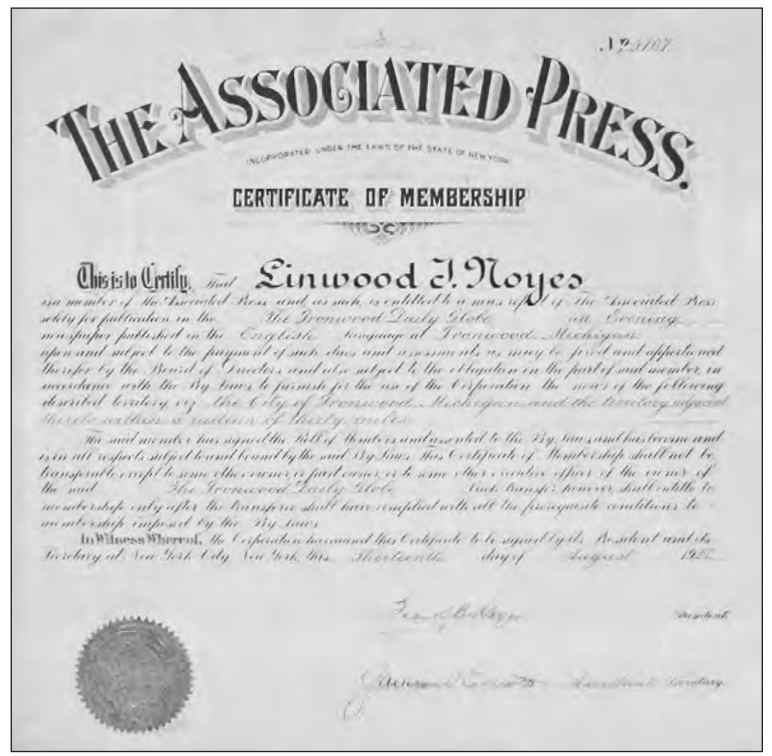 Nº 5107
THE ASSOCIATED PRESS.
INCORPORATED UNDER THE LAWS OF THE STATE OF NEW YORK
CERTIFICATE OF MEMBERSHIP
This is to Certify, that Linwood I. Noyes
is a member of the Associated Press and, as such, is entitled to a news report of The Associated Press
solely for publication in the The Ironwood Daily Globe an Evening
newspaper published in the English language at Ironwood, Michigan
upon and subject to the payment of such dues and assessments as may be fixed and apportioned
therefor by the Board of Directors and also subject to the obligation on the part of said member, in
accordance with the By Laws to furnish for the use of the Corporation the news of the following
described territory viz: the City of Ironwood, Michigan and the territory adjacent
thereto within a radius of thirty miles
The said member has signed the Roll of Members and assented to the By Laws and has become and
is in all respects subject to and bound by the said By Laws. This Certificate of Membership shall not be
transferable except to some other owner, or part owner, or to some other executive officer of the owner of
the said The Ironwood Daily Globe Such transfer, however, shall entitle to
membership only after the transferee shall have complied with all the prerequisite conditions to
membership imposed by the By Laws
In Witness Whereof, the Corporation has caused this Certificate to be signed by its President and its
Secretary, at New York City, New York, this Thirteenth day of August
President
Secretary